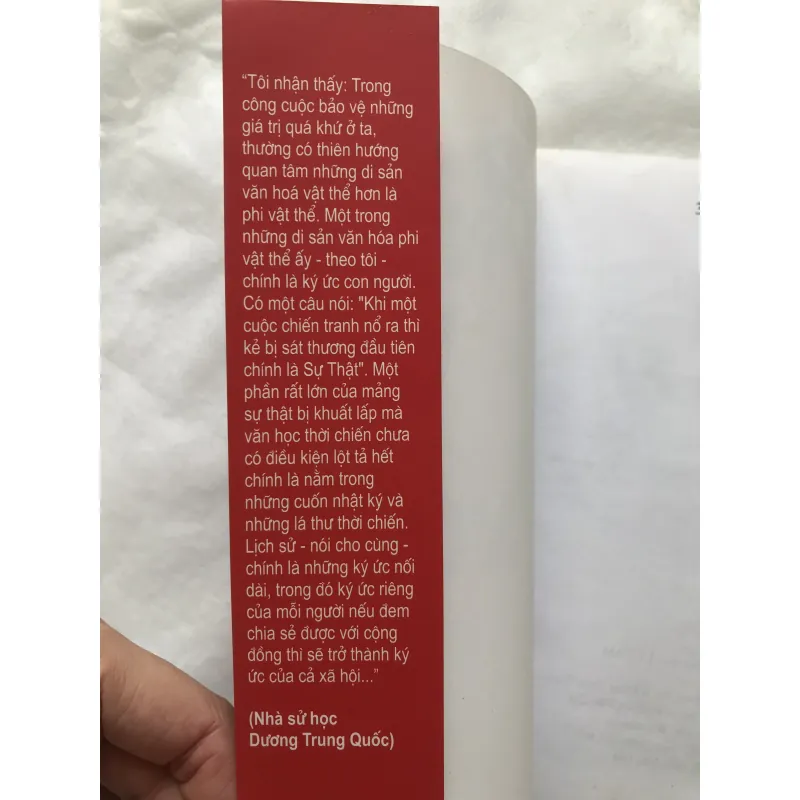 “Tôi nhận thấy: Trong
công cuộc bảo vệ những
giá trị quá khứ ở ta,
thường có thiên hướng
quan tâm những di sản
văn hoá vật thể hơn là
phi vật thể. Một trong
những di sản văn hóa phi
vật thể ấy - theo tôi -
chính là ký ức con người.
Có một câu nói: "Khi một
cuộc chiến tranh nổ ra thì
kẻ bị sát thương đầu tiên
chính là Sự Thật". Một
phần rất lớn của mảng
sự thật bị khuất lấp mà
văn học thời chiến chưa
có điều kiện lột tả hết
chính là nằm trong
những cuốn nhật ký và
những lá thư thời chiến.
Lịch sử - nói cho cùng -
chính là những ký ức nối
dài, trong đó ký ức riêng
của mỗi người nếu đem
chia sẻ được với cộng
đồng thì sẽ trở thành ký
ức của cả xã hội...”
(Nhà sử học
Dương Trung Quốc)